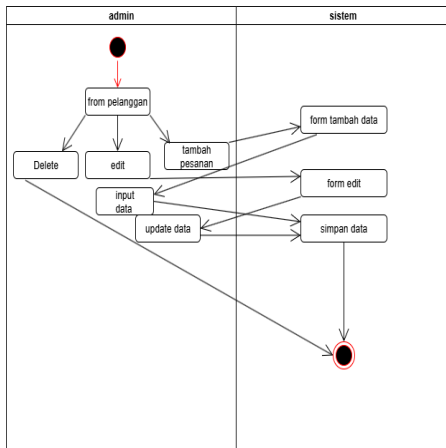 admin
sistem
from pelanggan
form tambah data
tambah
pesanan
Delete
edit
form edit
input
data
update data
simpan data